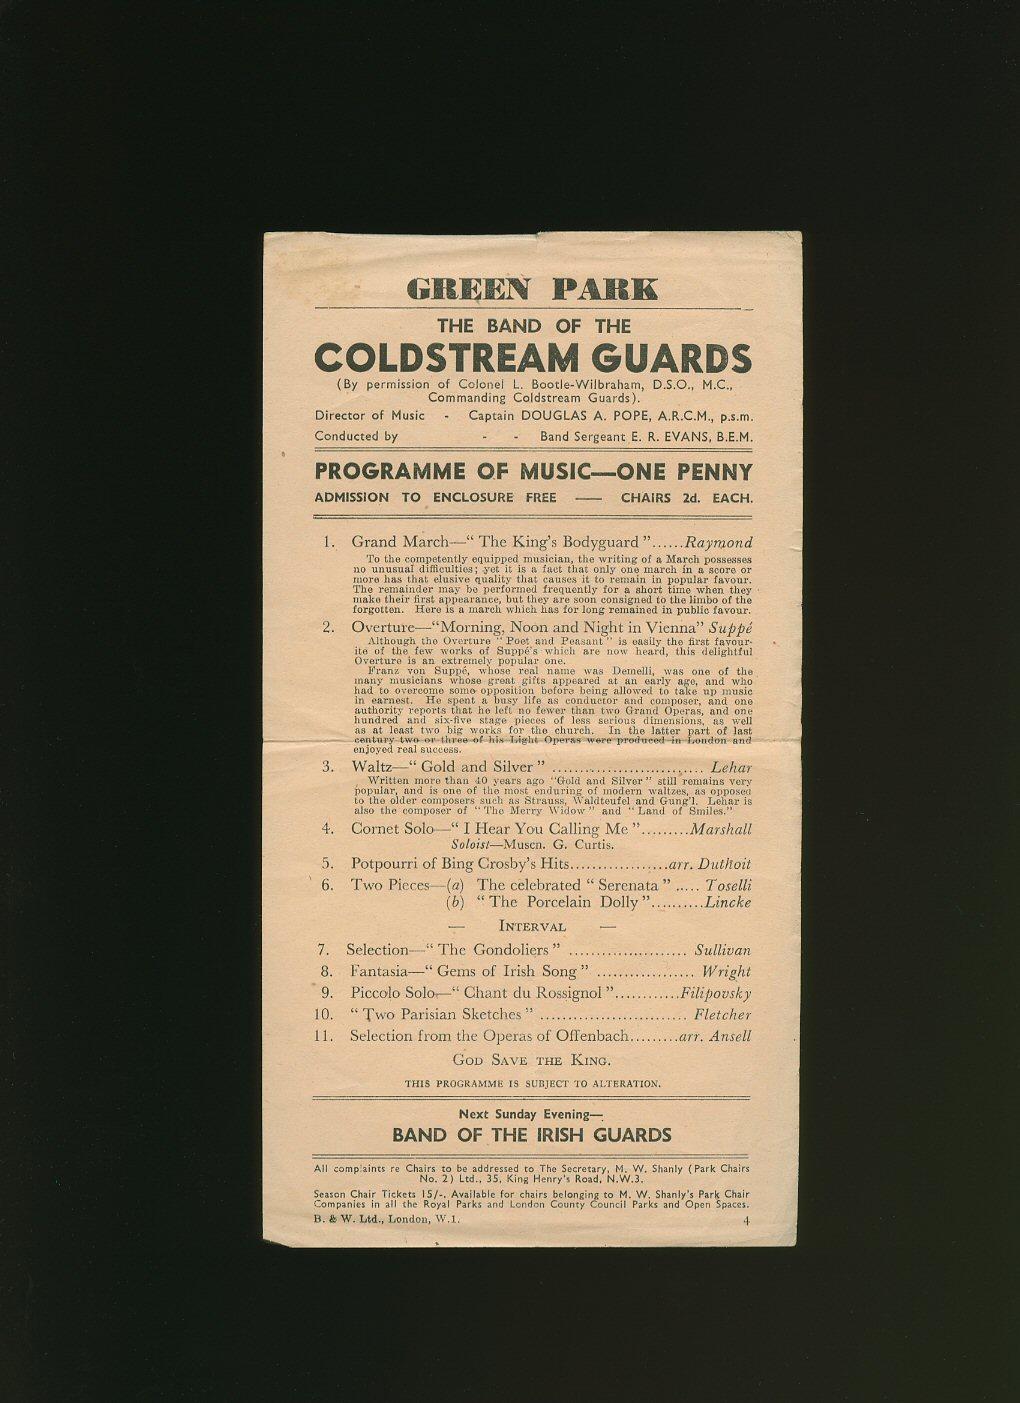 GREEN PARK
THE BAND OF THE
COLDSTREAM GUARDS
(By permission of Colonel L. Bootle-Wilbraham, D.S.O., M.C.,
Commanding Coldstream Guards).
Director of Music - Captain DOUGLAS A. POPE, A.R.C.M., p.s.m.
Conducted by - - Band Sergeant E. R. EVANS, B.E.M.
PROGRAMME OF MUSIC—ONE PENNY
ADMISSION TO ENCLOSURE FREE — CHAIRS 2d. EACH.
1. Grand March—“ The King's Bodyguard ”......Raymond
To the competently equipped musician, the writing of a March possesses
no unusual difficulties; yet it is a fact that only one march in a score or
more has that elusive quality that causes it to remain in popular favour.
The remainder may be performed frequently for a short time when they
make their first appearance, but they are soon consigned to the limbo of the
forgotten. Here is a march which has for long remained in public favour.
2. Overture—“Morning, Noon and Night in Vienna” Suppé
Although the Overture “ Poet and Peasant ” is easily the first favour-
ite of the few works of Suppé's which are now heard, this delightful
Overture is an extremely popular one.
Franz von Suppé, whose real name was Demelli, was one of the
many musicians whose great gifts appeared at an early age, and who
had to overcome some opposition before being allowed to take up music
in earnest. He spent a busy life as conductor and composer, and one
authority reports that he left no fewer than two Grand Operas, and one
hundred and six-five stage pieces of less serious dimensions, as well
as at least two big works for the church. In the latter part of last
century two or three of his Light Operas were produced in London and
enjoyed real success.
3. Waltz—“ Gold and Silver ” ............................ Lehar
Written more than 40 years ago “Gold and Silver” still remains very
popular, and is one of the most enduring of modern waltzes, as opposed
to the older composers such as Strauss, Waldteufel and Gung'l. Lehar is
also the composer of “ The Merry Widow ” and “ Land of Smiles.”
4. Cornet Solo—“ I Hear You Calling Me ”.........Marshall
Soloist—Muscn. G. Curtis.
5. Potpourri of Bing Crosby's Hits..................arr. Duthoit
6. Two Pieces—(a) The celebrated “ Serenata ” ..... Toselli
(b) “ The Porcelain Dolly ”..........Lincke
— INTERVAL —
7. Selection—“ The Gondoliers ” ...................... Sullivan
8. Fantasia—“ Gems of Irish Song ” .................. Wright
9. Piccolo Solo—“ Chant du Rossignol ”............Filipovsky
10. “ Two Parisian Sketches ” ........................... Fletcher
11. Selection from the Operas of Offenbach.........arr. Ansell
GOD SAVE THE KING.
THIS PROGRAMME IS SUBJECT TO ALTERATION.
Next Sunday Evening—
BAND OF THE IRISH GUARDS
All complaints re Chairs to be addressed to The Secretary, M. W. Shanly (Park Chairs
No. 2) Ltd., 35, King Henry's Road, N.W.3.
Season Chair Tickets 15/-. Available for chairs belonging to M. W. Shanly's Park Chair
Companies in all the Royal Parks and London County Council Parks and Open Spaces.
B. & W. Ltd., London, W.1. 4